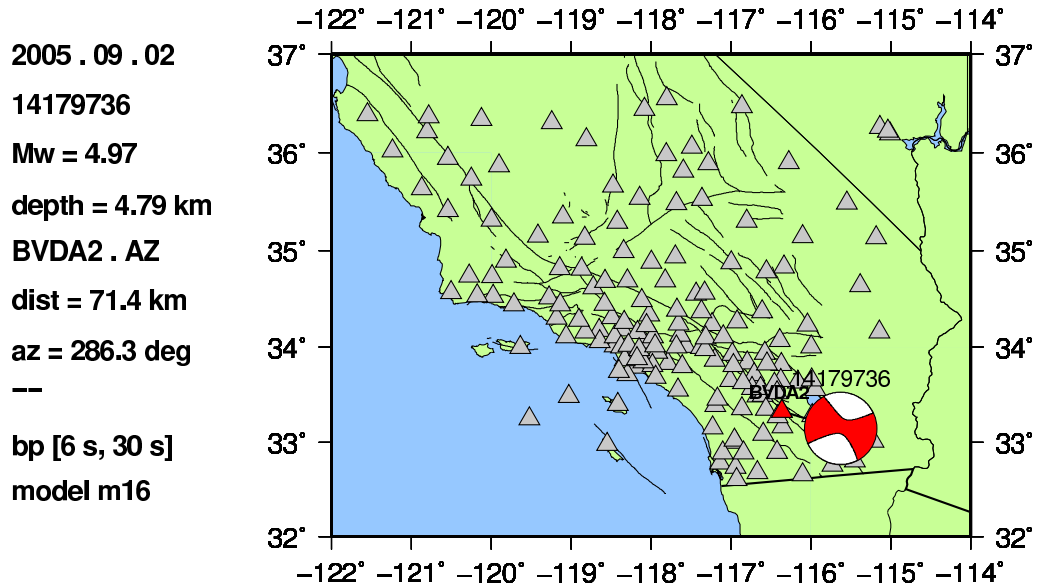 2005 . 09 . 02
14179736
Mw = 4.97
depth = 4.79 km
BVDA2 . AZ
dist = 71.4 km
az = 286.3 deg
--
bp [6 s, 30 s]
model m16
−122° −121° −120° −119° −118° −117° −116° −115° −114°
37° 37°
36° 36°
35° 35°
34° 34°
14179736
BVDA2
33° 33°
32° 32°
−122° −121° −120° −119° −118° −117° −116° −115° −114°